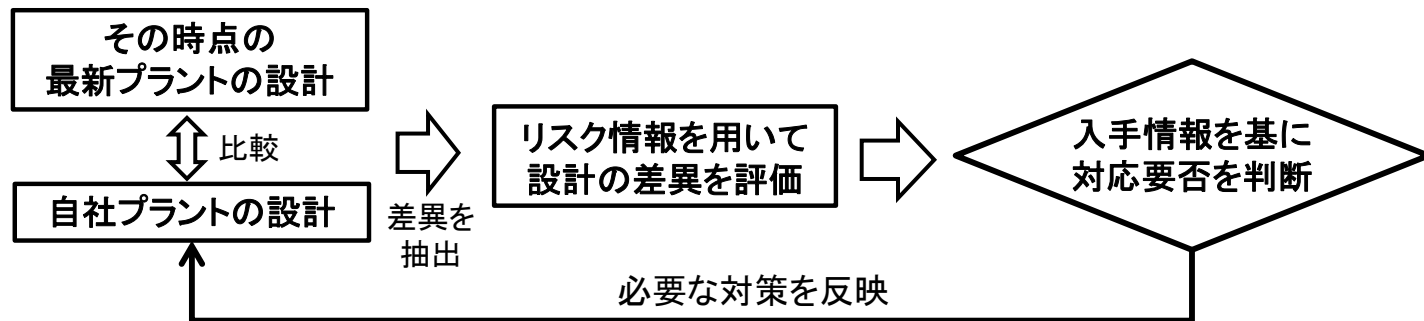 その時点の
最新プラントの設計
比較
自社プラントの設計
差異を
抽出
リスク情報を用いて
設計の差異を評価
入手情報を基に
対応要否を判断
必要な対策を反映